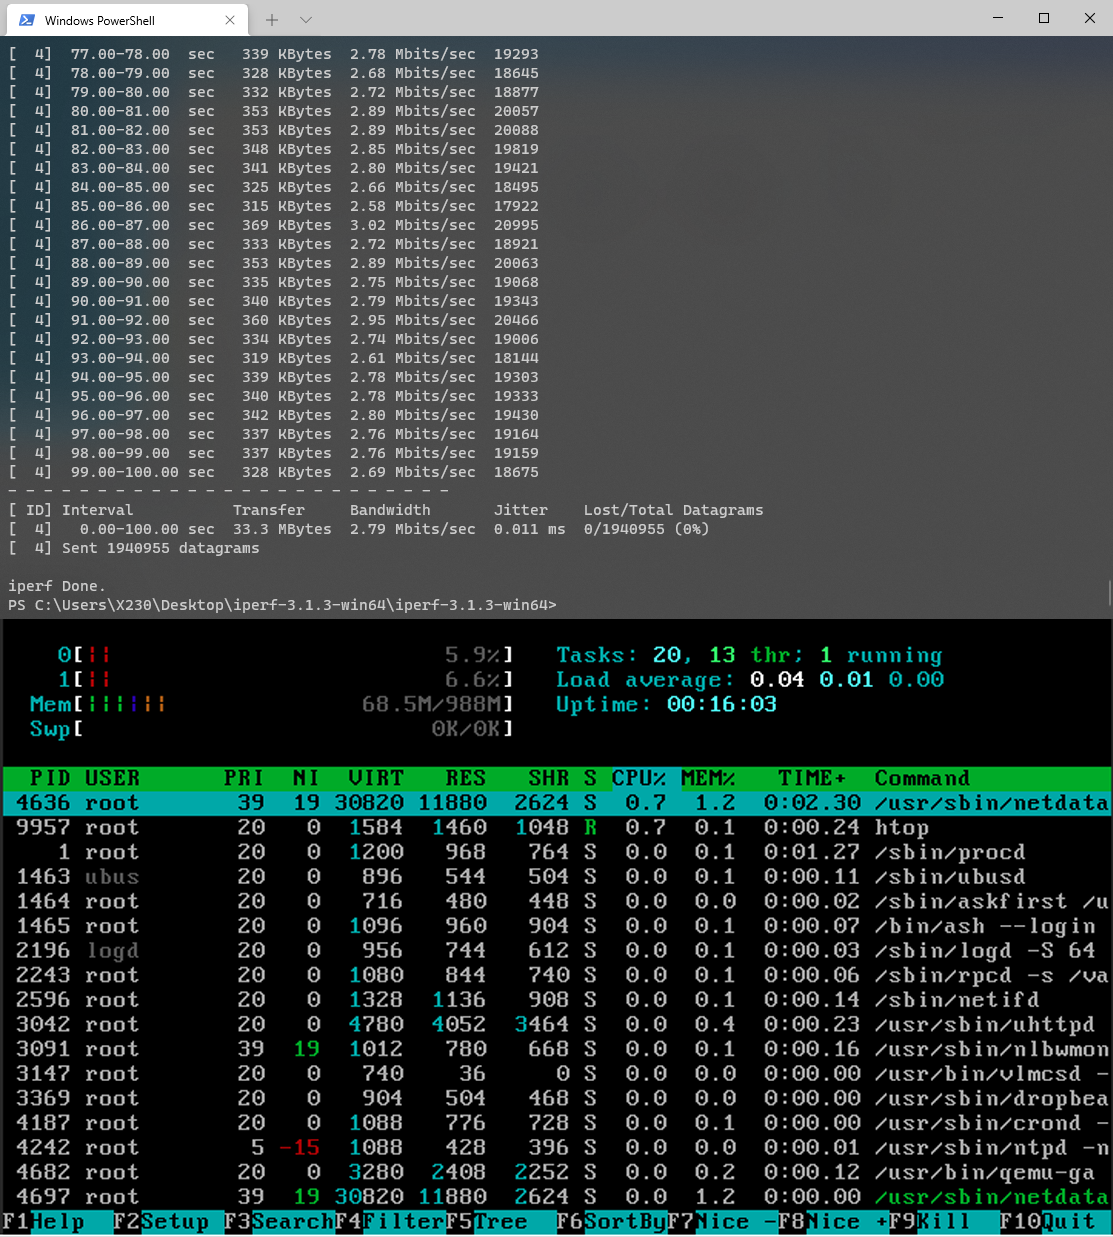 Windows PowerShell
[  4]  77.00-78.00  sec   339 KBytes  2.78 Mbits/sec  19293
[  4]  78.00-79.00  sec   328 KBytes  2.68 Mbits/sec  18645
[  4]  79.00-80.00  sec   332 KBytes  2.72 Mbits/sec  18877
[  4]  80.00-81.00  sec   353 KBytes  2.89 Mbits/sec  20057
[  4]  81.00-82.00  sec   353 KBytes  2.89 Mbits/sec  20088
[  4]  82.00-83.00  sec   348 KBytes  2.85 Mbits/sec  19819
[  4]  83.00-84.00  sec   341 KBytes  2.80 Mbits/sec  19421
[  4]  84.00-85.00  sec   325 KBytes  2.66 Mbits/sec  18495
[  4]  85.00-86.00  sec   315 KBytes  2.58 Mbits/sec  17922
[  4]  86.00-87.00  sec   369 KBytes  3.02 Mbits/sec  20995
[  4]  87.00-88.00  sec   333 KBytes  2.72 Mbits/sec  18921
[  4]  88.00-89.00  sec   353 KBytes  2.89 Mbits/sec  20063
[  4]  89.00-90.00  sec   335 KBytes  2.75 Mbits/sec  19068
[  4]  90.00-91.00  sec   340 KBytes  2.79 Mbits/sec  19343
[  4]  91.00-92.00  sec   360 KBytes  2.95 Mbits/sec  20466
[  4]  92.00-93.00  sec   334 KBytes  2.74 Mbits/sec  19006
[  4]  93.00-94.00  sec   319 KBytes  2.61 Mbits/sec  18144
[  4]  94.00-95.00  sec   339 KBytes  2.78 Mbits/sec  19303
[  4]  95.00-96.00  sec   340 KBytes  2.78 Mbits/sec  19333
[  4]  96.00-97.00  sec   342 KBytes  2.80 Mbits/sec  19430
[  4]  97.00-98.00  sec   337 KBytes  2.76 Mbits/sec  19164
[  4]  98.00-99.00  sec   337 KBytes  2.76 Mbits/sec  19159
[  4]  99.00-100.00 sec   328 KBytes  2.69 Mbits/sec  18675
- - - - - - - - - - - - - - - - - - - - - - - - -
[ ID] Interval           Transfer     Bandwidth       Jitter    Lost/Total Datagrams
[  4]   0.00-100.00 sec  33.3 MBytes  2.79 Mbits/sec  0.011 ms  0/1940955 (0%)
[  4] Sent 1940955 datagrams
iperf Done.
PS C:\Users\X230\Desktop\iperf-3.1.3-win64\iperf-3.1.3-win64>
0[|| 5.9%] Tasks: 20, 13 thr; 1 running
1[|| 6.6%] Load average: 0.04 0.01 0.00
Mem[|||||| 68.5M/988M] Uptime: 00:16:03
Swp[ 0K/0K]
PID USER PRI NI VIRT RES SHR S CPU% MEM% TIME+ Command
4636 root 39 19 30820 11880 2624 S 0.7 1.2 0:02.30 /usr/sbin/netdata
9957 root 20 0 1584 1460 1048 R 0.7 0.1 0:00.24 htop
1 root 20 0 1200 968 764 S 0.0 0.1 0:01.27 /sbin/procd
1463 ubus 20 0 896 544 504 S 0.0 0.1 0:00.11 /sbin/ubusd
1464 root 20 0 716 480 448 S 0.0 0.0 0:00.02 /sbin/askfirst /u
1465 root 20 0 1096 960 904 S 0.0 0.1 0:00.07 /bin/ash --login
2196 logd 20 0 956 744 612 S 0.0 0.1 0:00.03 /sbin/logd -S 64
2243 root 20 0 1080 844 740 S 0.0 0.1 0:00.06 /sbin/rpcd -s /va
2596 root 20 0 1328 1136 908 S 0.0 0.1 0:00.14 /sbin/netifd
3042 root 20 0 4780 4052 3464 S 0.0 0.4 0:00.23 /usr/sbin/uhttpd
3091 root 39 19 1012 780 668 S 0.0 0.1 0:00.16 /usr/sbin/nlbwmon
3147 root 20 0 740 36 0 S 0.0 0.0 0:00.00 /usr/bin/vlmcsd -
3369 root 20 0 904 504 468 S 0.0 0.0 0:00.00 /usr/sbin/dropbea
4187 root 20 0 1088 776 728 S 0.0 0.1 0:00.00 /usr/sbin/crond -
4242 root 5 -15 1088 428 396 S 0.0 0.0 0:00.01 /usr/sbin/ntpd -n
4682 root 20 0 3280 2408 2252 S 0.0 0.2 0:00.12 /usr/bin/qemu-ga
4697 root 39 19 30820 11880 2624 S 0.0 1.2 0:00.00 /usr/sbin/netdata
F1Help F2Setup F3SearchF4FilterF5Tree F6SortByF7Nice -F8Nice +F9Kill F10Quit